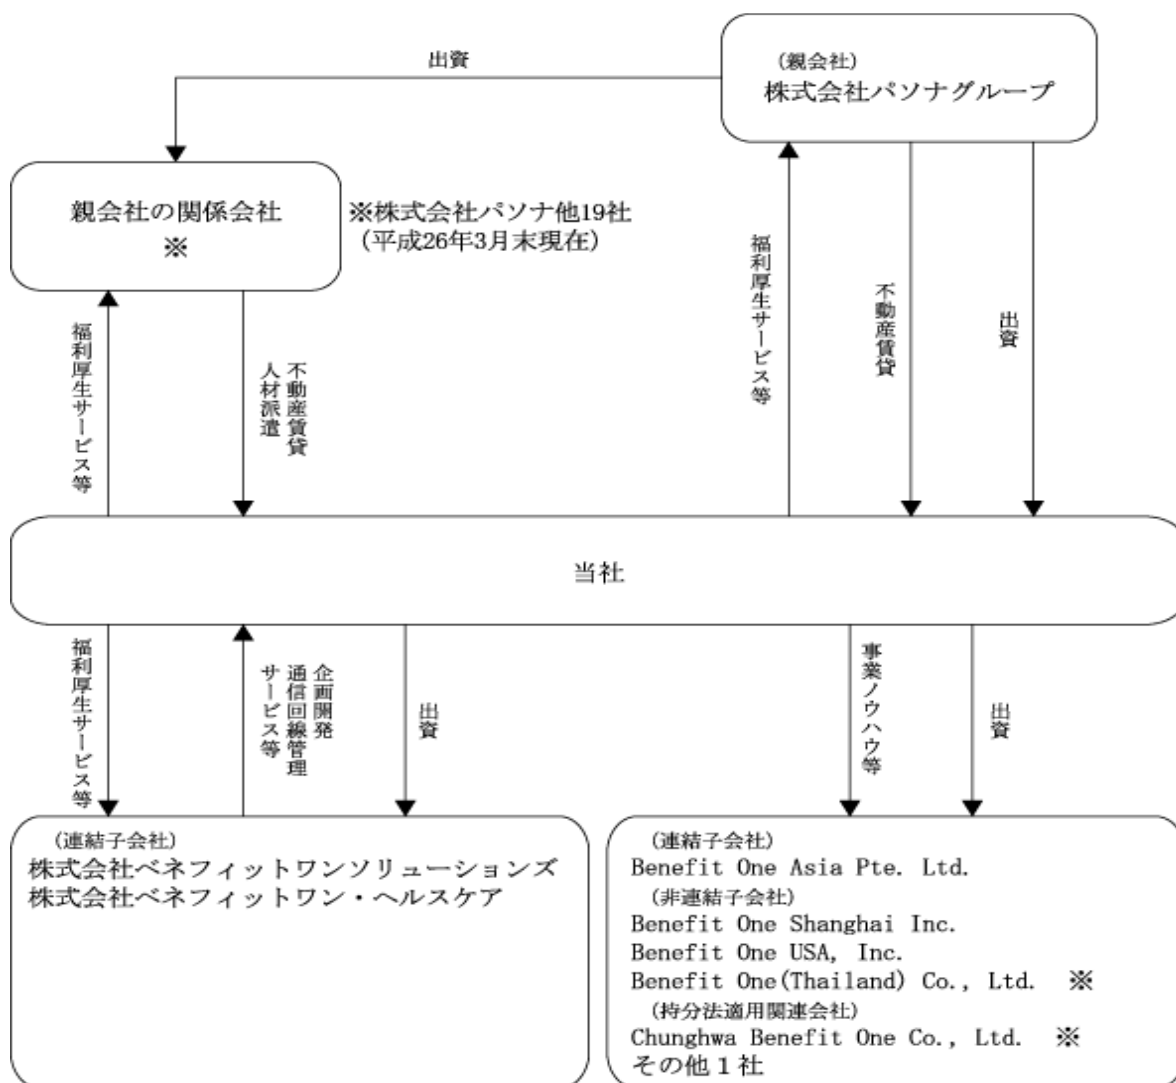 出資
（親会社）
株式会社パソナグループ
親会社の関係会社
※
※株式会社パソナ他19社
（平成26年3月末現在）
福利厚生サービス等
不動産賃貸
人材派遣
福利厚生サービス等
不動産賃貸
出資
当社
福利厚生サービス等
企画開発
通信回線管理
サービス等
出資
事業ノウハウ等
出資
（連結子会社）
株式会社ベネフィットワンソリューションズ
株式会社ベネフィットワン・ヘルスケア
（連結子会社）
Benefit One Asia Pte. Ltd.
（非連結子会社）
Benefit One Shanghai Inc.
Benefit One USA, Inc.
Benefit One(Thailand) Co., Ltd. ※
（持分法適用関連会社）
Chunghwa Benefit One Co., Ltd. ※
その他１社